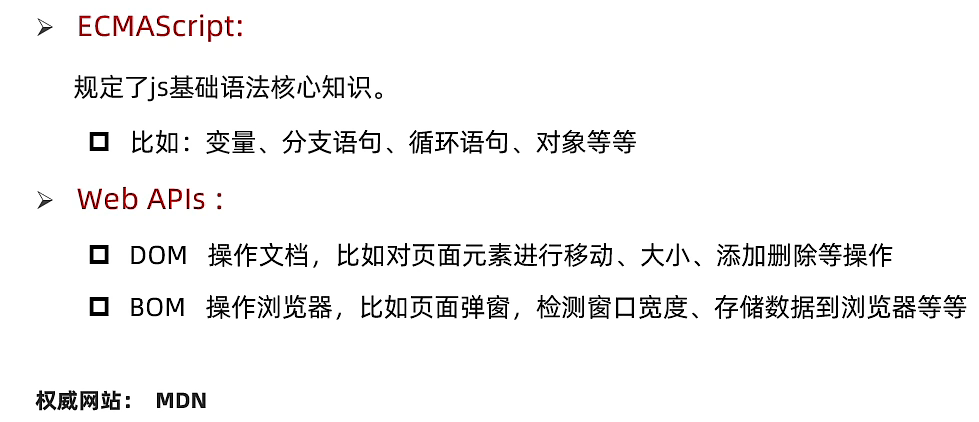 ECMAScript:
规定了js基础语法核心知识。
比如：变量、分支语句、循环语句、对象等等
Web APIs :
DOM 操作文档，比如对页面元素进行移动、大小、添加删除等操作
BOM 操作浏览器，比如页面弹窗，检测窗口宽度、存储数据到浏览器等等
权威网站： MDN